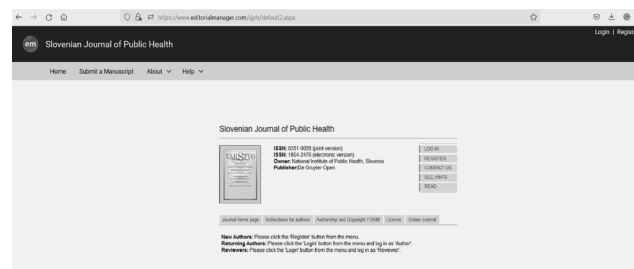 https://www.editorialmanager.com/sjph/default2.aspx
Login | Regist
em Slovenian Journal of Public Health
Home Submit a Manuscript About Help
Slovenian Journal of Public Health
VARSTVO
ISSN: 0351-0026 (print version)
ISSN: 1854-2476 (electronic version)
Owner: National Institute of Public Health, Slovenia
Publisher:De Gruyter Open
LOG-IN
REGISTER
CONTACT US
SEE HINTS
READ
Journal home page Instructions for authors Authorship and Copyright FORM License Online content
New Authors: Please click the 'Register' button from the menu.
Returning Authors: Please click the 'Login' button from the menu and log in as 'Author'.
Reviewers: Please click the 'Login' button from the menu and log in as 'Reviewer'.